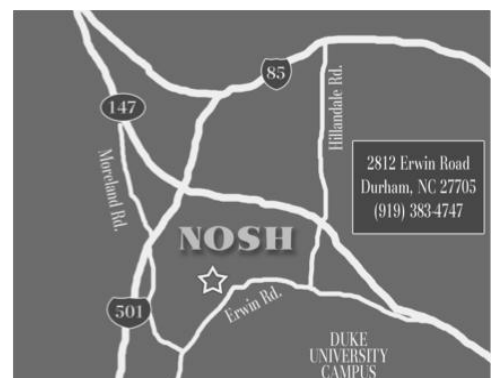 85
147
Hillandale Rd.
Moreland Rd.
2812 Erwin Road
Durham, NC 27705
(919) 383-4747
NOSH
501
Erwin Rd.
DUKE
UNIVERSITY
CAMPUS